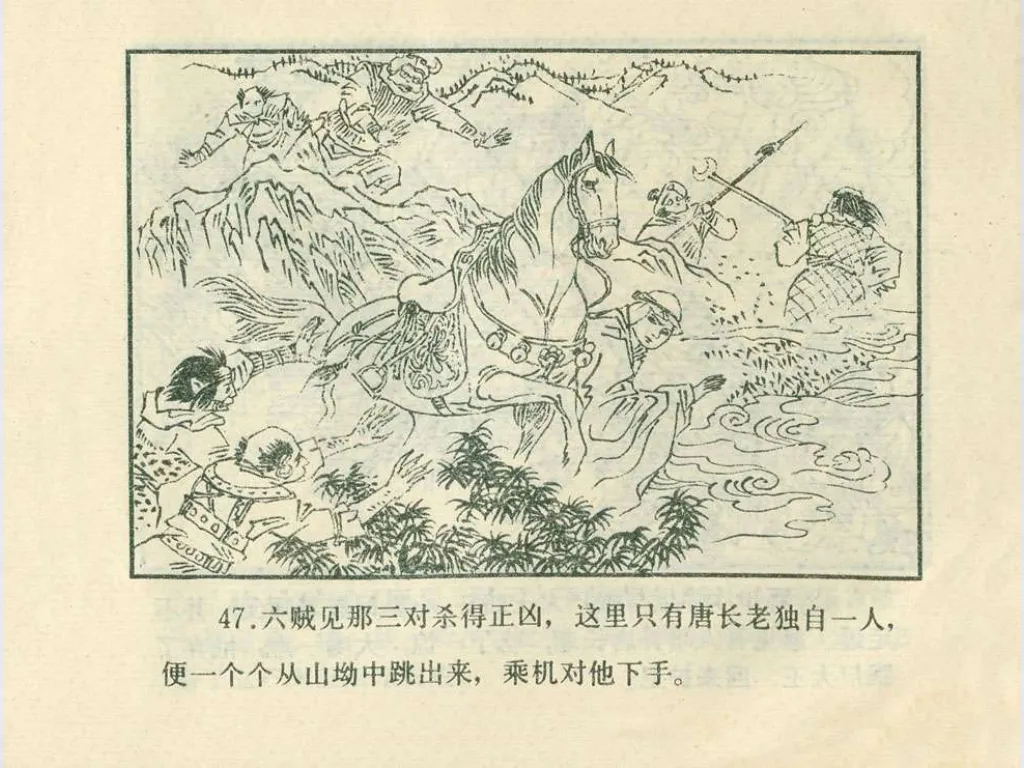 47.六贼见那三对杀得正凶，这里只有唐长老独自一人，
便一个个从山坳中跳出来，乘机对他下手。